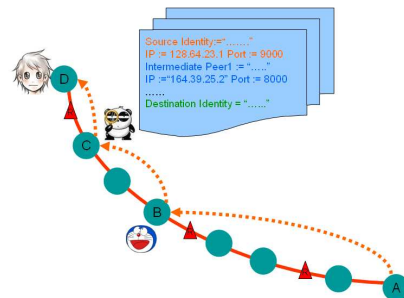 Source Identity:="......."
IP := 128.64.23.1 Port := 9000
Intermediate Peer1 := "....."
IP :="164.39.25.2" Port := 8000
......
Destination Identity = "......"
D
C
B
A